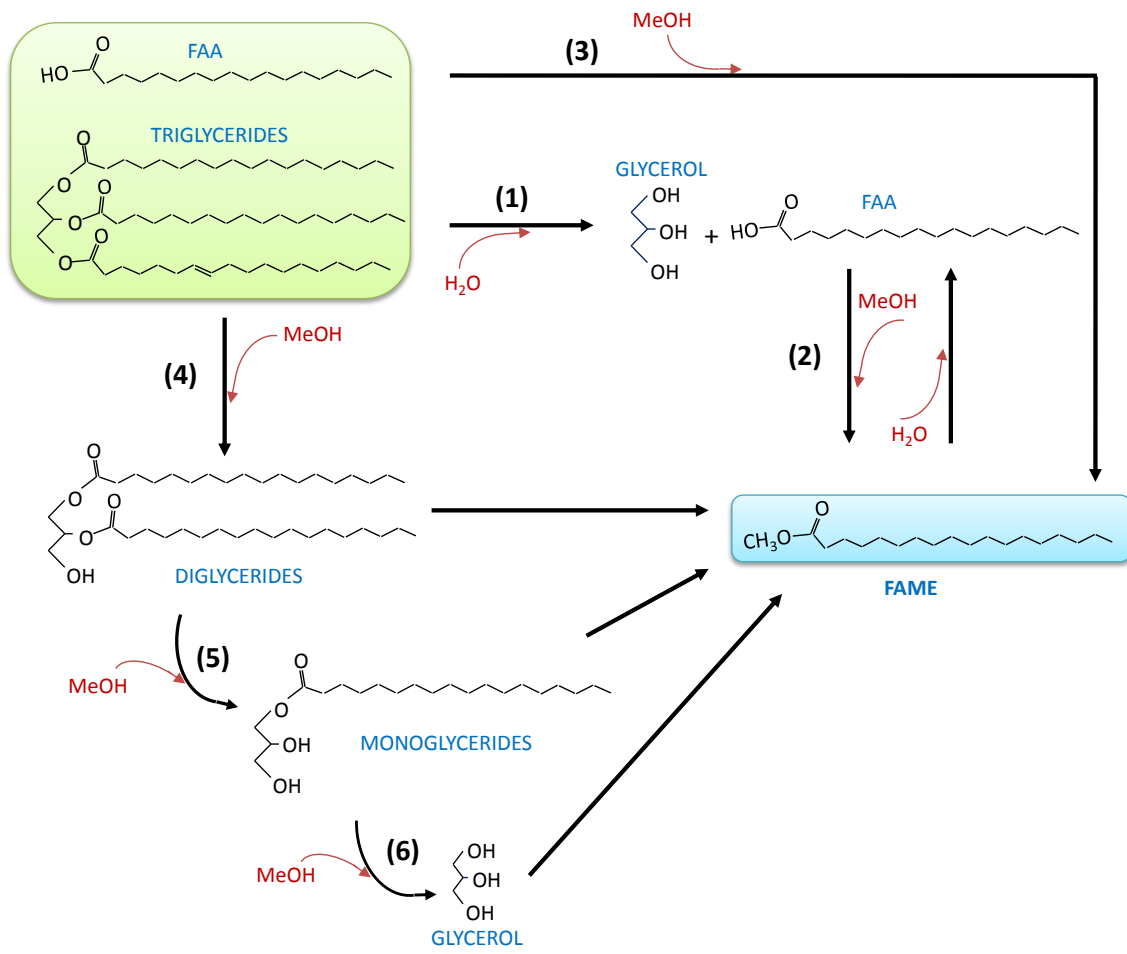 MeOH
(3)
FAA
O
HO
TRIGLYCERIDES
O
O
O
O
O
O
(1)
H₂O
GLYCEROL
OH
OH
OH
+
FAA
O
HO
MeOH
(2)
H₂O
MeOH
(4)
O
O
O
O
OH
DIGLYCERIDES
O
CH₃O
FAME
(5)
MeOH
O
O
OH
OH
MONOGLYCERIDES
(6)
MeOH
OH
OH
OH
GLYCEROL